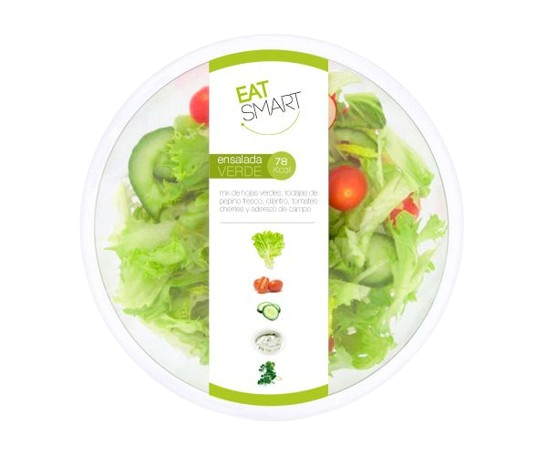 EAT
SMART
ensalada
VERDE
78
Kcal
mix de hojas verdes, rodajas de
pepino fresco, cilantro, tomates
cherries y aderezo de campo